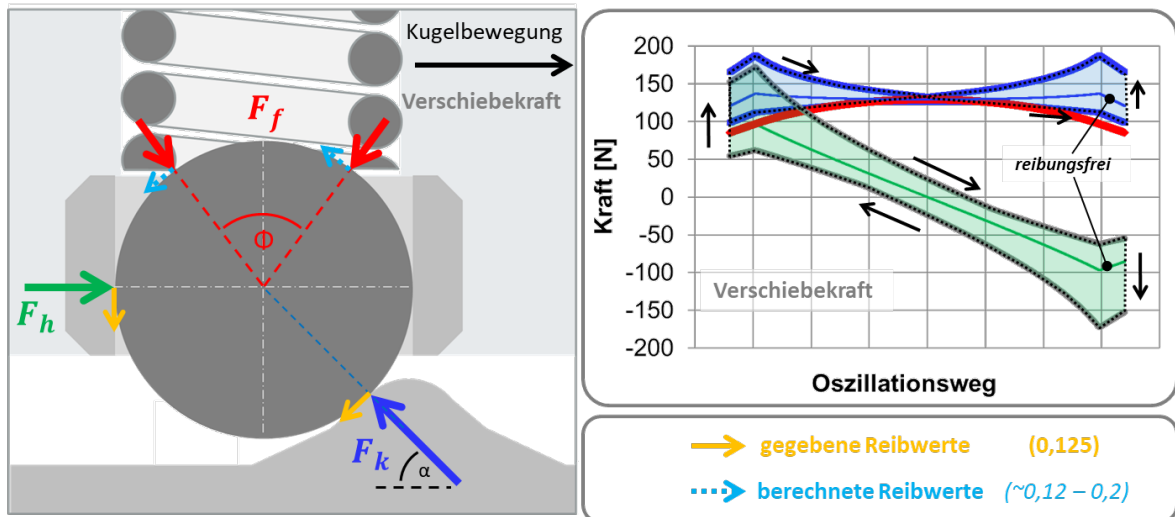 Kugelbewegung
Verschiebekraft
F_f
Φ
F_h
F_k
α
Kraft [N]
200
150
100
50
0
-50
-100
-150
-200
reibungsfrei
Verschiebekraft
Oszillationsweg
gegebene Reibwerte (0,125)
berechnete Reibwerte (~0,12 – 0,2)